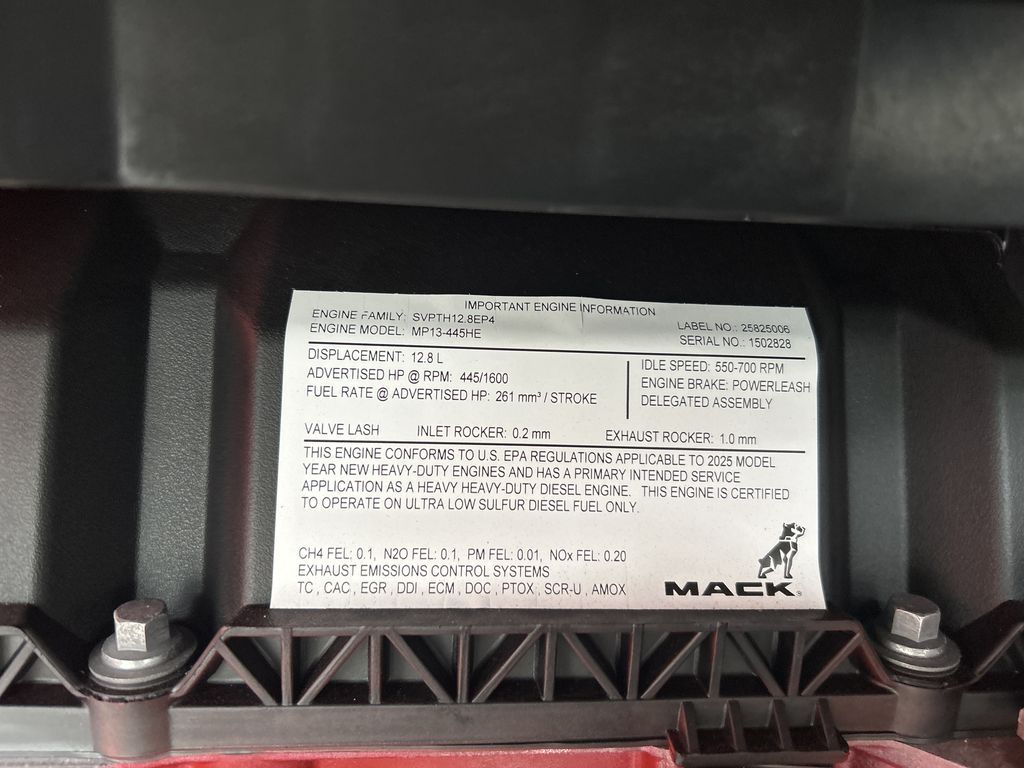 IMPORTANT ENGINE INFORMATION
ENGINE FAMILY: SVPTH12.8EP4
LABEL NO.: 25825006
ENGINE MODEL: MP13-445HE
SERIAL NO.: 1502828
DISPLACEMENT: 12.8 L
ADVERTISED HP @ RPM: 445/1600
FUEL RATE @ ADVERTISED HP: 261 mm³ / STROKE
IDLE SPEED: 550-700 RPM
ENGINE BRAKE: POWERLEASH
DELEGATED ASSEMBLY
VALVE LASH INLET ROCKER: 0.2 mm EXHAUST ROCKER: 1.0 mm
THIS ENGINE CONFORMS TO U.S. EPA REGULATIONS APPLICABLE TO 2025 MODEL
YEAR NEW HEAVY-DUTY ENGINES AND HAS A PRIMARY INTENDED SERVICE
APPLICATION AS A HEAVY HEAVY-DUTY DIESEL ENGINE. THIS ENGINE IS CERTIFIED
TO OPERATE ON ULTRA LOW SULFUR DIESEL FUEL ONLY.
CH4 FEL: 0.1, N2O FEL: 0.1, PM FEL: 0.01, NOx FEL: 0.20
EXHAUST EMISSIONS CONTROL SYSTEMS
TC , CAC , EGR , DDI , ECM , DOC , PTOX , SCR-U , AMOX
MACK®